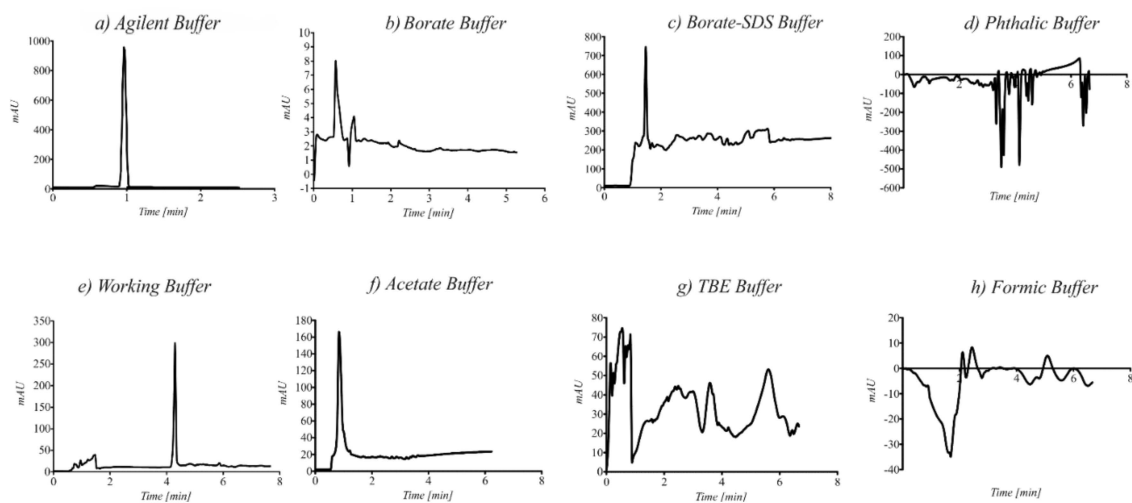 a) Agilent Buffer
1000
800
600
400
200
0
mAU
0 1 2 3
Time [min]
b) Borate Buffer
10
9
8
7
6
5
4
3
2
1
0
-1
mAU
0 1 2 3 4 5 6
Time [min]
c) Borate-SDS Buffer
800
700
600
500
400
300
200
100
0
mAU
0 2 4 6 8
Time [min]
d) Phthalic Buffer
200
100
0
-100
-200
-300
-400
-500
-600
mAU
2 6 8
Time [min]
e) Working Buffer
350
300
250
200
150
100
50
0
mAU
0 2 4 6 8
Time [min]
f) Acetate Buffer
180
160
140
120
100
80
60
40
20
0
mAU
0 2 4 6 8
Time [min]
g) TBE Buffer
80
70
60
50
40
30
20
10
0
mAU
0 2 4 6 8
Time [min]
h) Formic Buffer
20
10
0
-10
-20
-30
-40
mAU
4 6 8
Time [min]